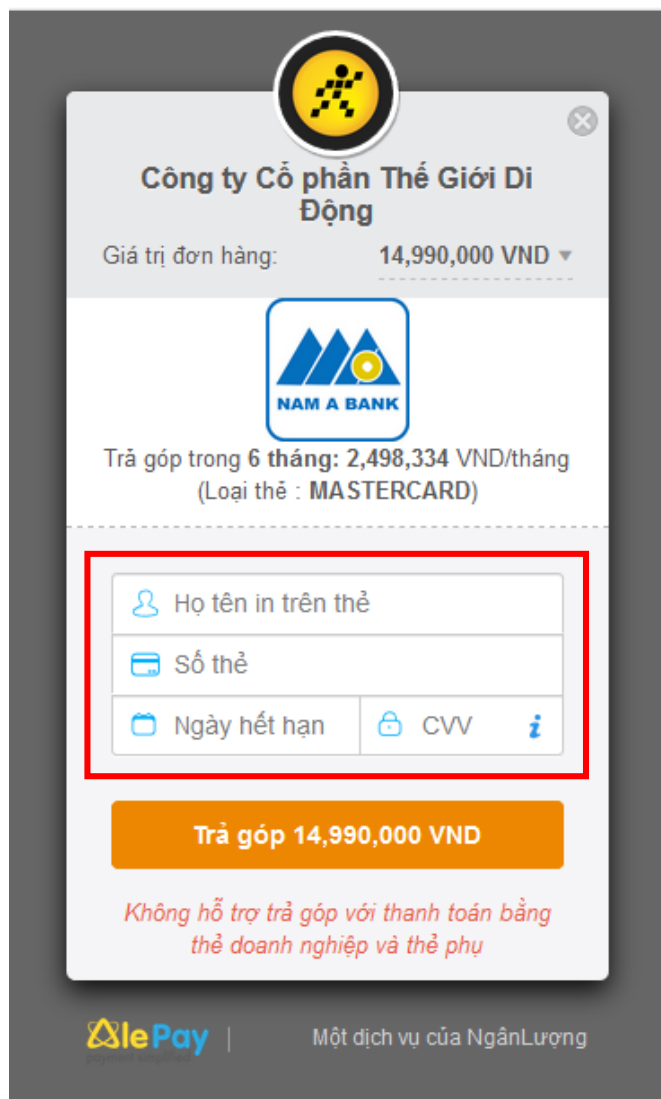 Công ty Cổ phần Thế Giới Di
Động
Giá trị đơn hàng: 14,990,000 VND
NAM A BANK
Trả góp trong 6 tháng: 2,498,334 VND/tháng
(Loại thẻ : MASTERCARD)
Họ tên in trên thẻ
Số thẻ
Ngày hết hạn CVV i
Trả góp 14,990,000 VND
Không hỗ trợ trả góp với thanh toán bằng
thẻ doanh nghiệp và thẻ phụ
AlePay | Một dịch vụ của NgânLượng
payment simplified